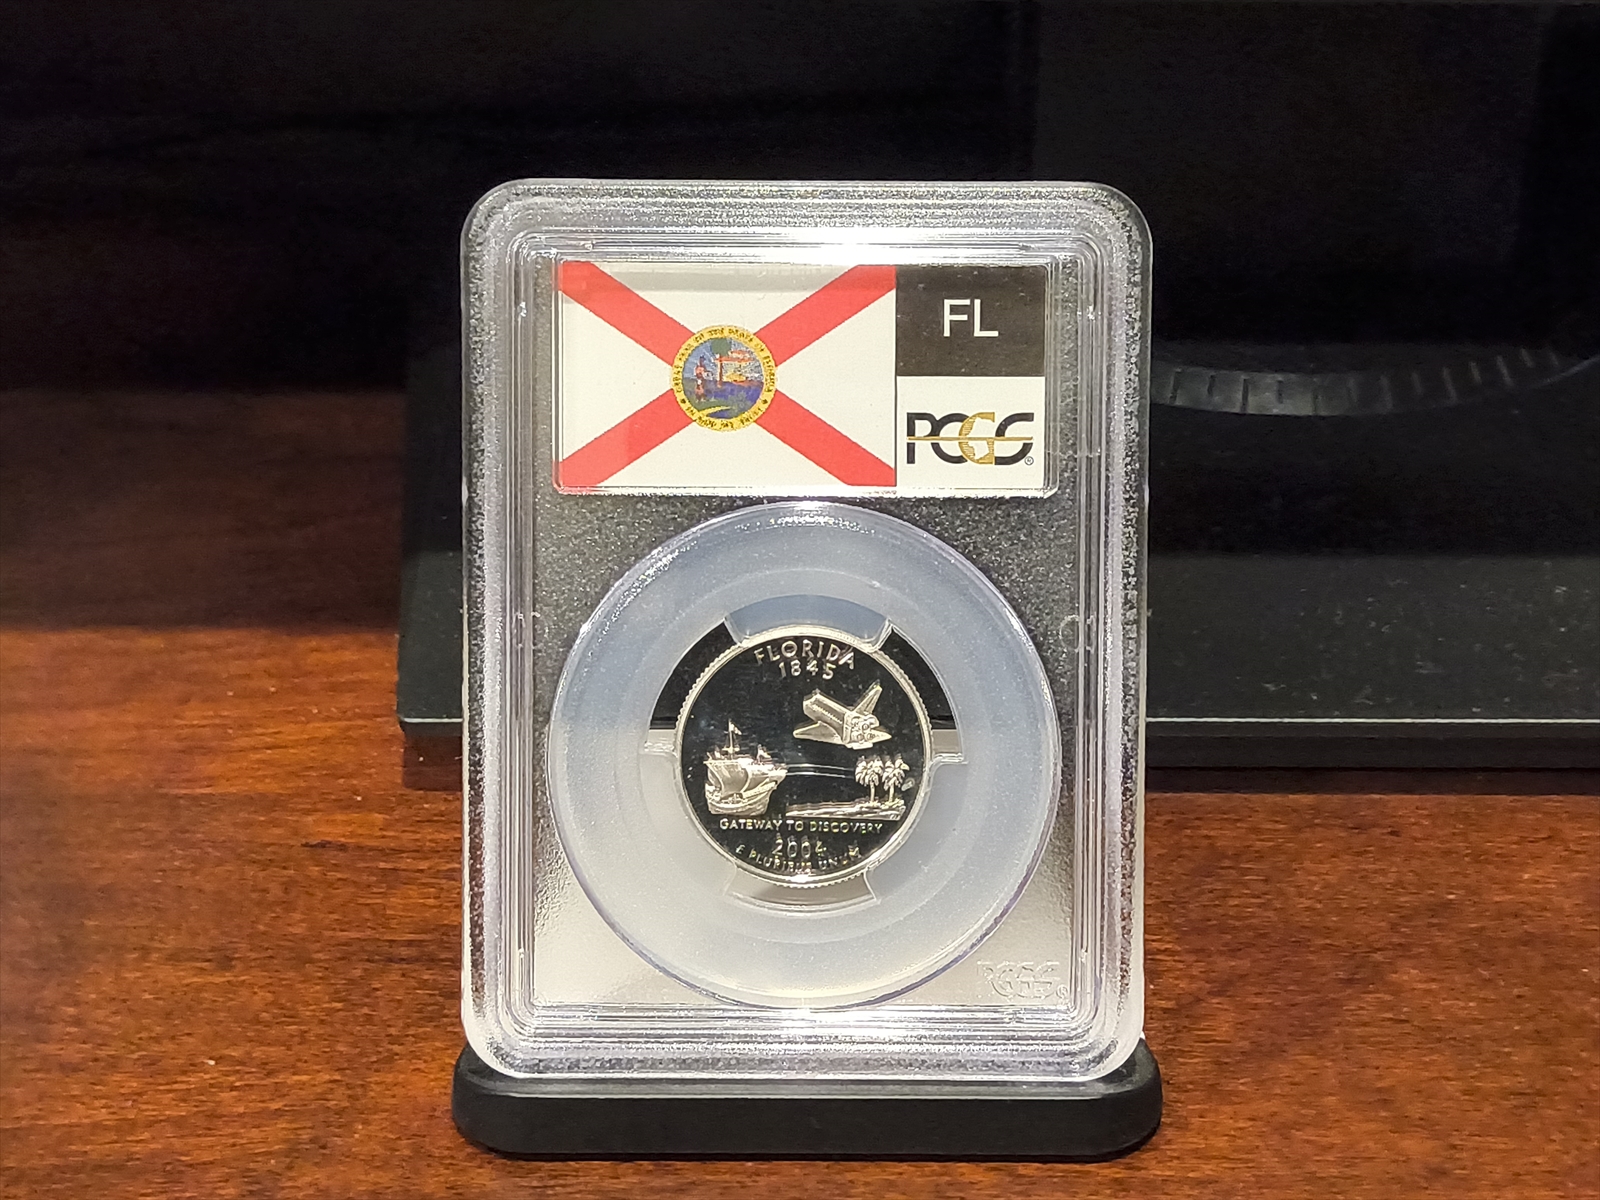 FL
PCGS
FLORIDA
1845
GATEWAY TO DISCOVERY
2004
E PLURIBUS UNUM
PCGS